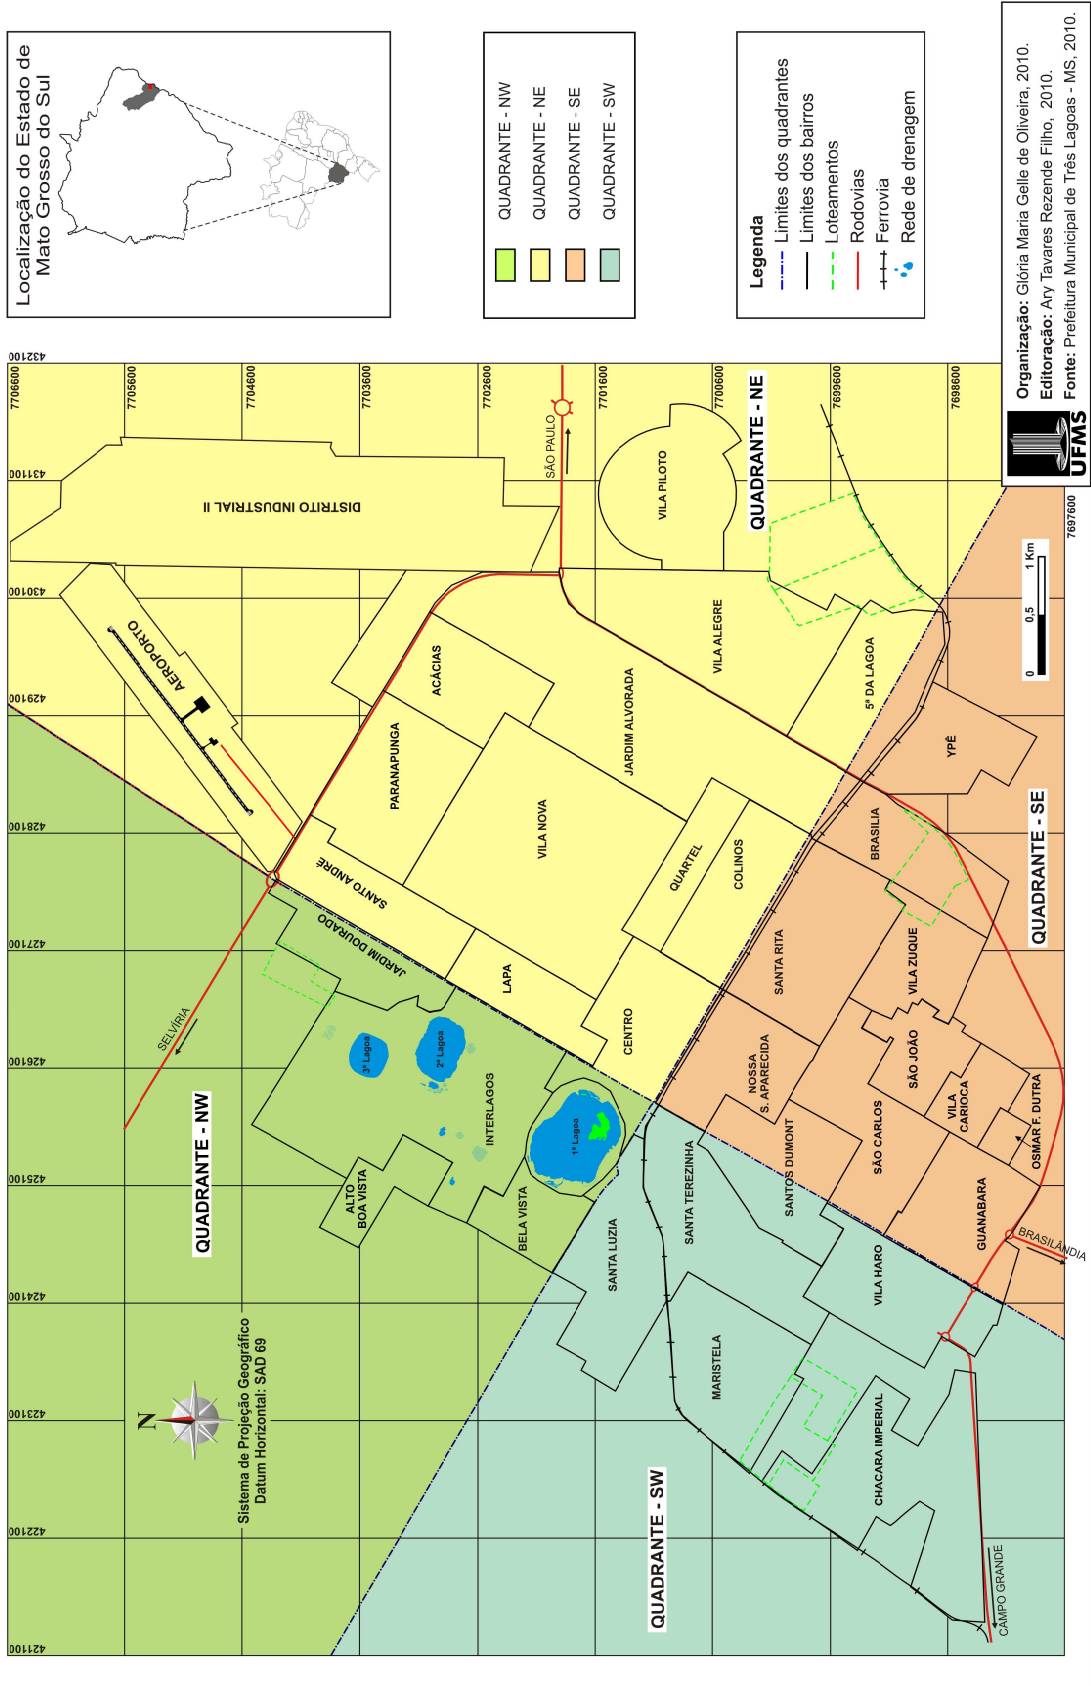 Localização do Estado de
Mato Grosso do Sul
QUADRANTE - NW
QUADRANTE - NE
QUADRANTE - SE
QUADRANTE - SW
Legenda
Limites dos quadrantes
Limites dos bairros
Loteamentos
Rodovias
Ferrovia
Rede de drenagem
Organização: Glória Maria Gelle de Oliveira, 2010.
Editoração: Ary Tavares Rezende Filho, 2010.
Fonte: Prefeitura Municipal de Três Lagoas - MS, 2010.
UFMS
432100
431100
430100
429100
428100
427100
426100
425100
424100
423100
422100
421100
7706600
7705600
7704600
7703600
7702600
7701600
7700600
7699600
7698600
7697600
QUADRANTE - NW
SELVÍRIA
JARDIM DOURADO
3ª Lagoa
2ª Lagoa
1ª Lagoa
INTERLAGOS
ALTO
BOA VISTA
BELA VISTA
N
Sistema de Projeção Geográfico
Datum Horizontal: SAD 69
QUADRANTE - NE
DISTRITO INDUSTRIAL II
AEROPORTO
SÃO PAULO
VILA PILOTO
ACÁCIAS
PARANAPUNGA
VILA ALEGRE
JARDIM ALVORADA
5ª DA LAGOA
VILA NOVA
SANTO ANDRÉ
QUARTEL
COLINOS
LAPA
CENTRO
QUADRANTE - SE
0
0,5
1 Km
YPÊ
BRASILIA
SANTA RITA
VILA ZUQUE
NOSSA
S. APARECIDA
SÃO JOÃO
VILA
CARIOCA
OSMAR F. DUTRA
SÃO CARLOS
SANTOS DUMONT
GUANABARA
BRASILÂNDIA
QUADRANTE - SW
SANTA TEREZINHA
SANTA LUZIA
VILA HARO
MARISTELA
CHACARA IMPERIAL
CAMPO GRANDE